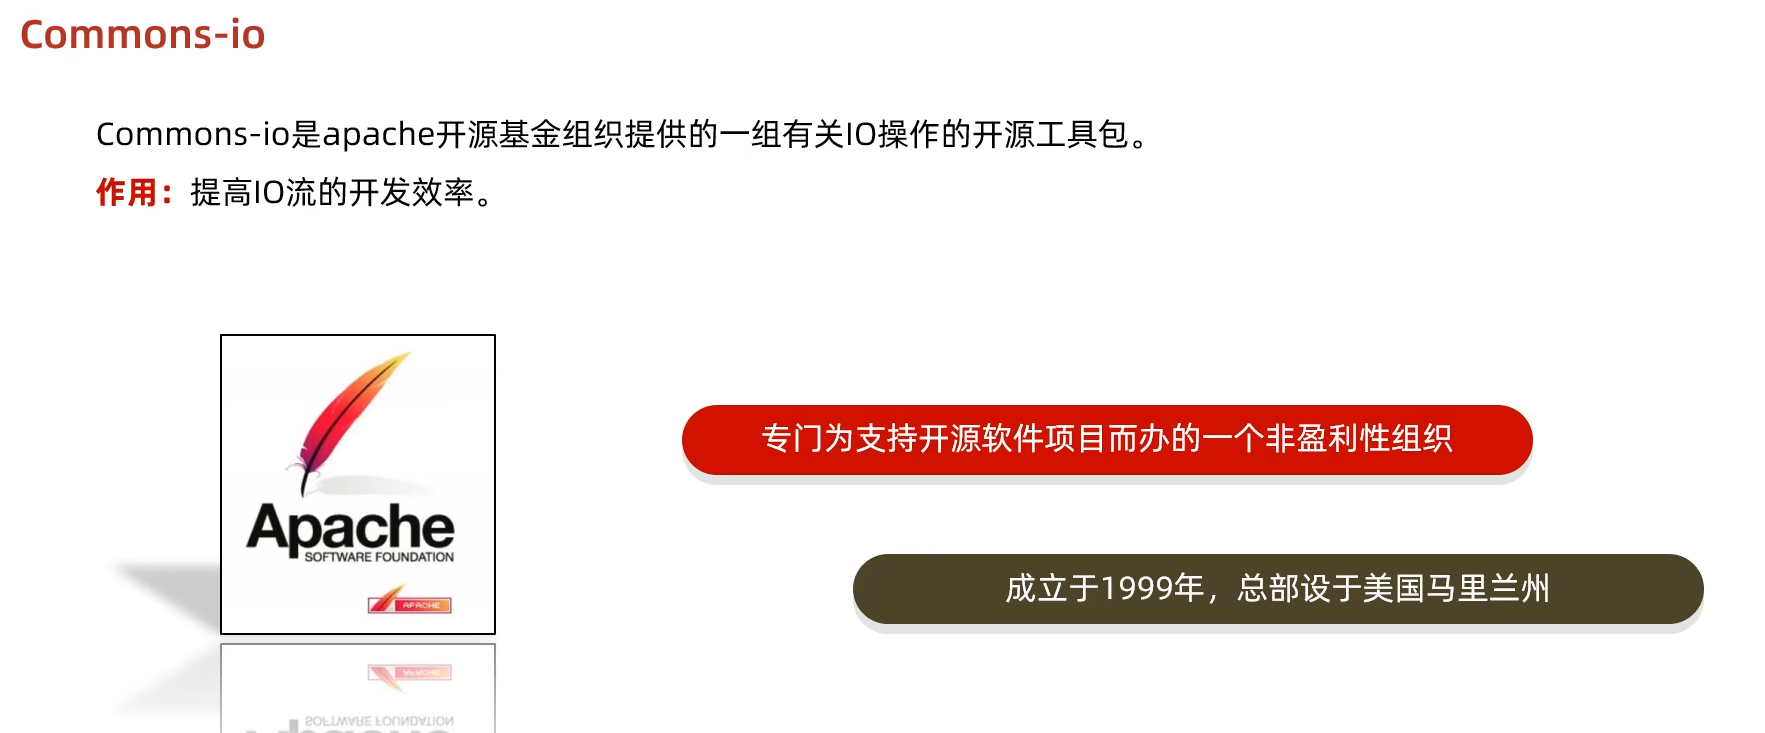 Commons-io
Commons-io是apache开源基金组织提供的一组有关IO操作的开源工具包。
作用：提高IO流的开发效率。
Apache
SOFTWARE FOUNDATION
APACHE
专门为支持开源软件项目而办的一个非盈利性组织
成立于1999年，总部设于美国马里兰州